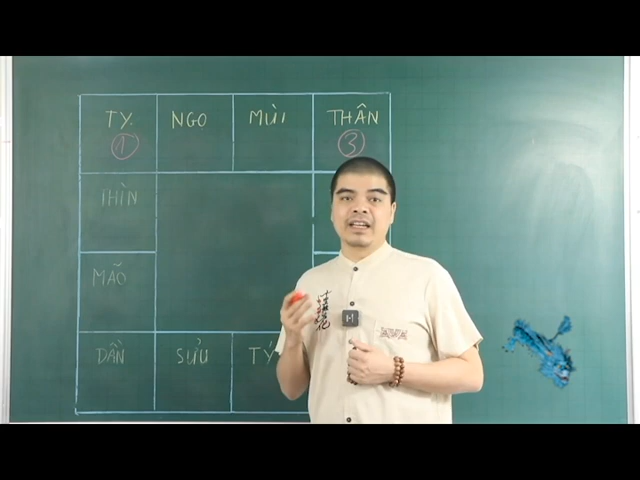 TỴ NGỌ MÙI THÂN
1 3
THÌN
MÃO
DẦN SỬU TÝ